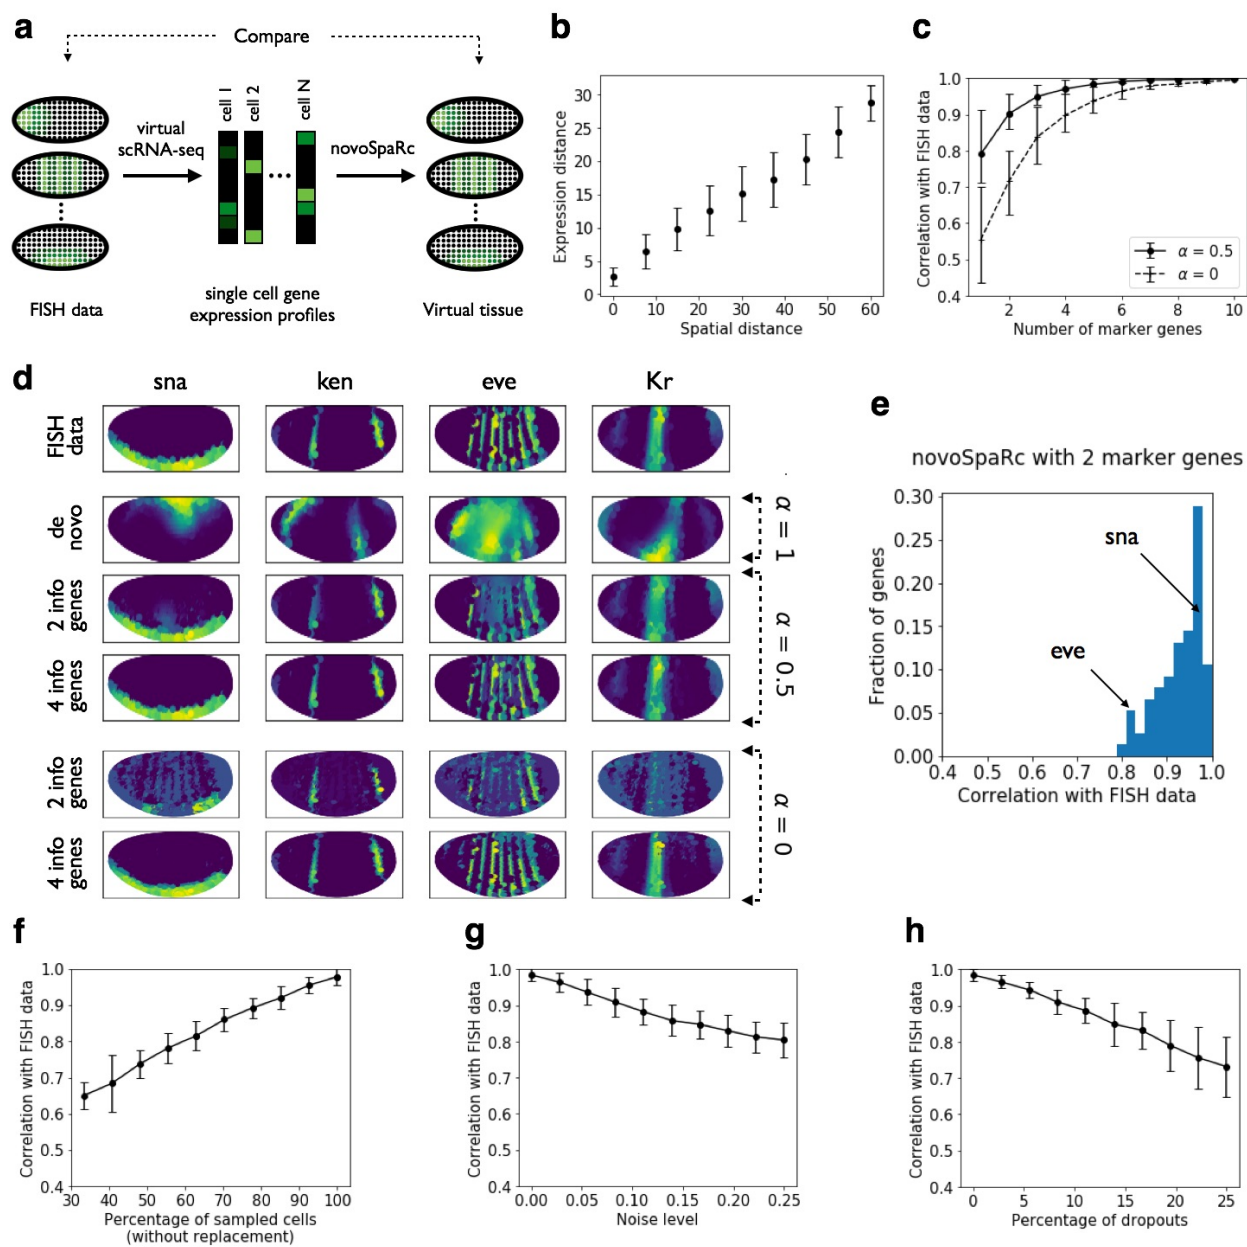 a
Compare
virtual
scRNA-seq
cell 1
cell 2
cell N
novoSpaRc
FISH data
single cell gene
expression profiles
Virtual tissue
b
Expression distance
30
25
20
15
10
5
0
0 10 20 30 40 50 60
Spatial distance
c
Correlation with FISH data
1.0
0.9
0.8
0.7
0.6
0.5
0.4
α = 0.5
α = 0
2 4 6 8 10
Number of marker genes
d
sna ken eve Kr
FISH
data
de
novo
2 info
genes
4 info
genes
2 info
genes
4 info
genes
α = 1
α = 0.5
α = 0
e
novoSpaRc with 2 marker genes
Fraction of genes
0.30
0.25
0.20
0.15
0.10
0.05
0.00
sna
eve
0.4 0.5 0.6 0.7 0.8 0.9 1.0
Correlation with FISH data
f
Correlation with FISH data
1.0
0.9
0.8
0.7
0.6
0.5
0.4
30 40 50 60 70 80 90 100
Percentage of sampled cells
(without replacement)
g
Correlation with FISH data
1.0
0.9
0.8
0.7
0.6
0.5
0.4
0.00 0.05 0.10 0.15 0.20 0.25
Noise level
h
Correlation with FISH data
1.0
0.9
0.8
0.7
0.6
0.5
0.4
0 5 10 15 20 25
Percentage of dropouts